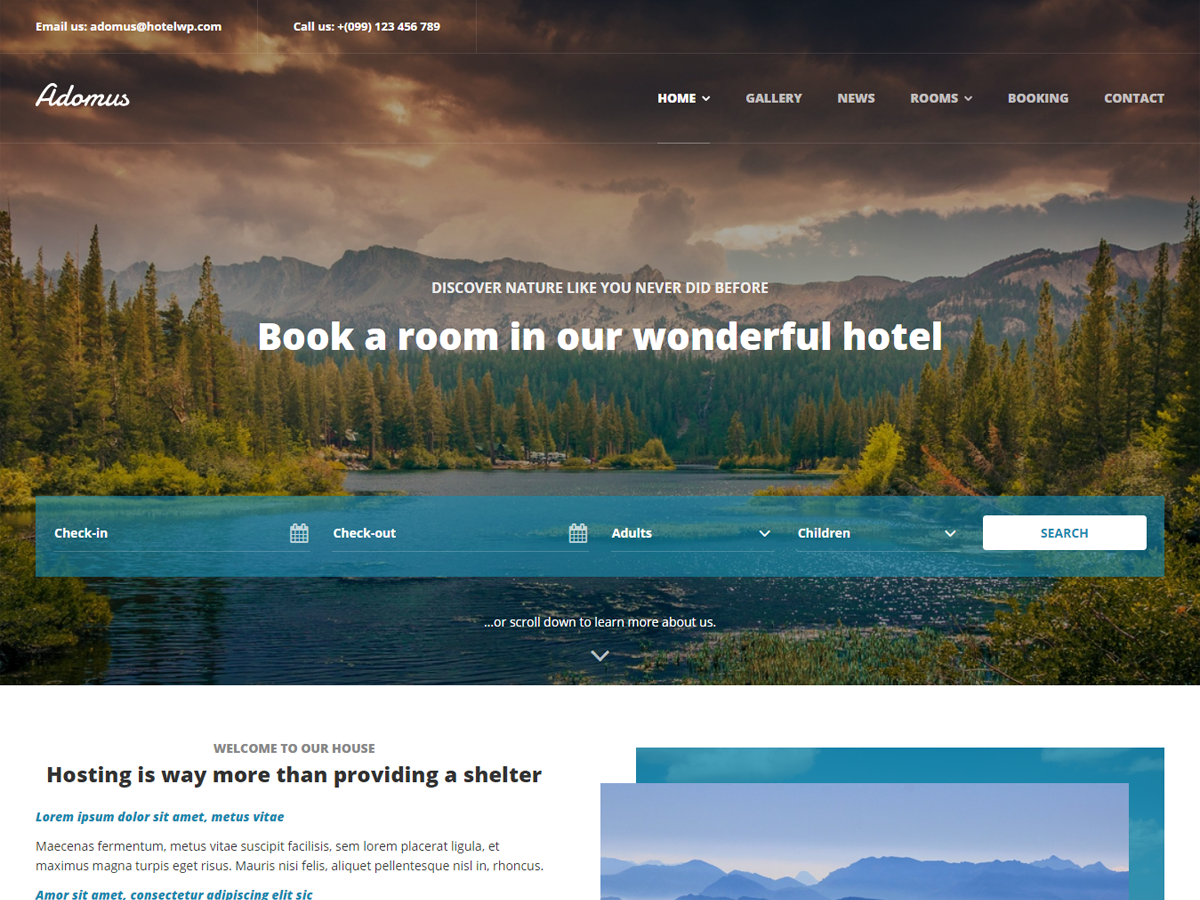 Email us: adomus@hotelwp.com
Call us: +(099) 123 456 789
Adomus
HOME
GALLERY
NEWS
ROOMS
BOOKING
CONTACT
DISCOVER NATURE LIKE YOU NEVER DID BEFORE
Book a room in our wonderful hotel
Check-in
Check-out
Adults
Children
SEARCH
...or scroll down to learn more about us.
WELCOME TO OUR HOUSE
Hosting is way more than providing a shelter
Lorem ipsum dolor sit amet, metus vitae
Maecenas fermentum, metus vitae suscipit facilisis, sem lorem placerat ligula, et
maximus magna turpis eget risus. Mauris nisi felis, aliquet pellentesque nisl in, rhoncus.
Amor sit amet, consectetur adipiscing elit sic